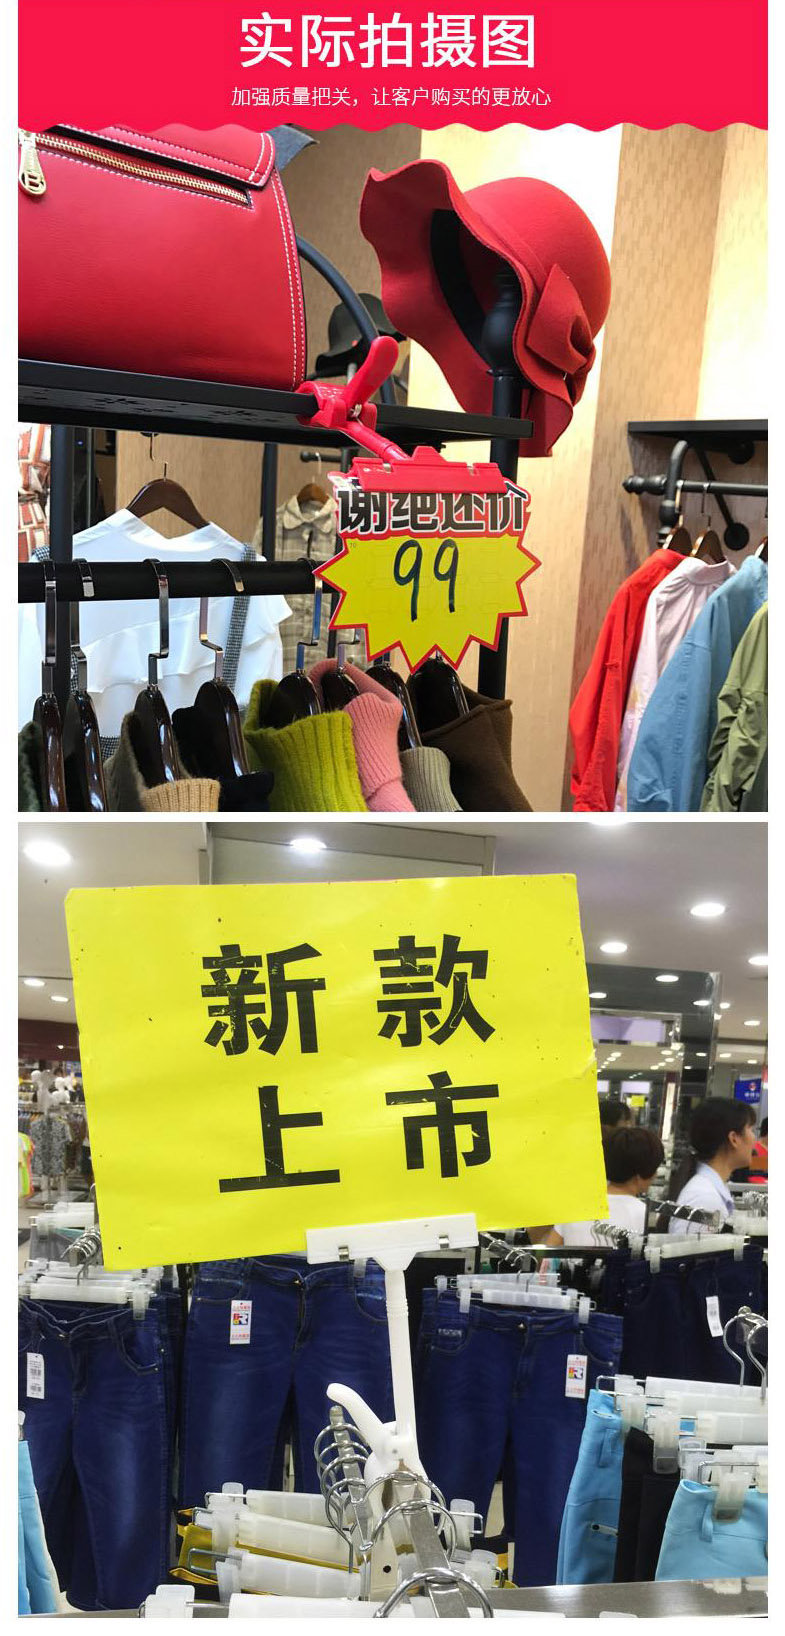 实际拍摄图
加强质量把关，让客户购买的更放心
谢绝还价
99
新款
上市